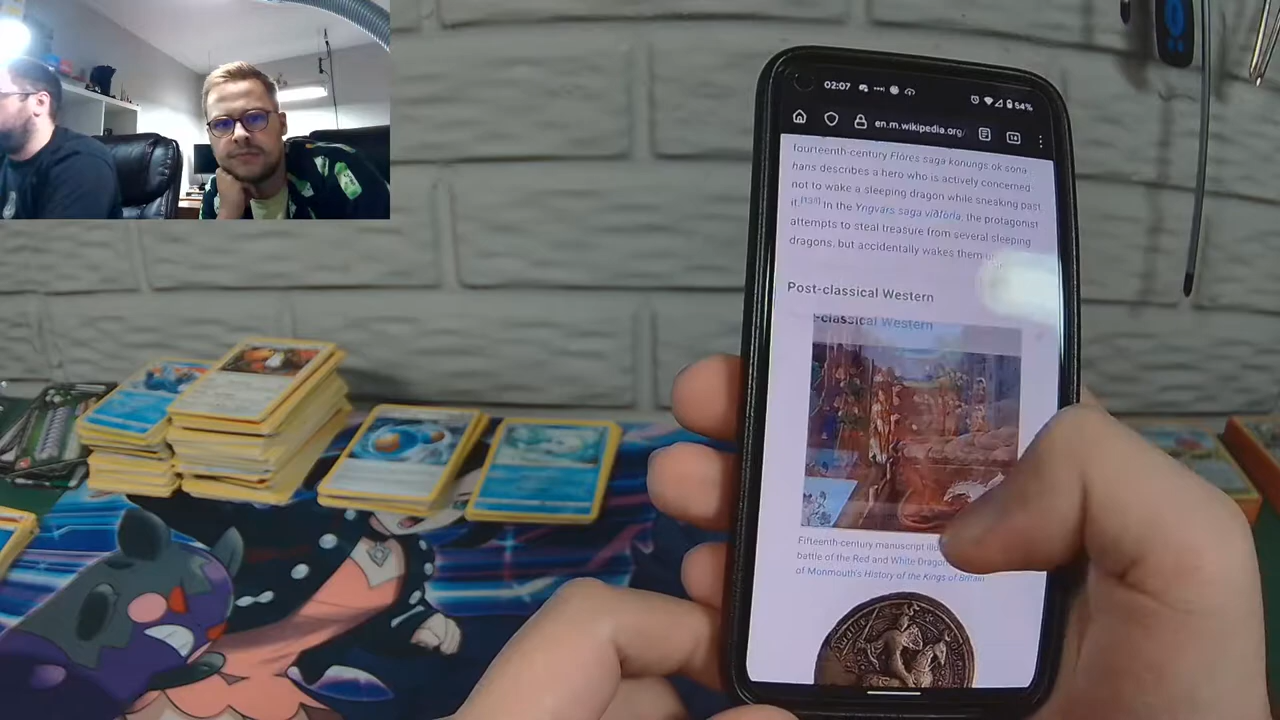 02:07
54%
en.m.wikipedia.org/
14
fourteenth-century Flóres saga konungs ok sona
hans describes a hero who is actively concerned
not to wake a sleeping dragon while sneaking past
it.[138] In the Yngvars saga víðförla, the protagonist
attempts to steal treasure from several sleeping
dragons, but accidentally wakes them up.
Post-classical Western
-classical Western
Fifteenth-century manuscript
battle of the Red and White Dragon
of Monmouth's History of the Kings of Britain